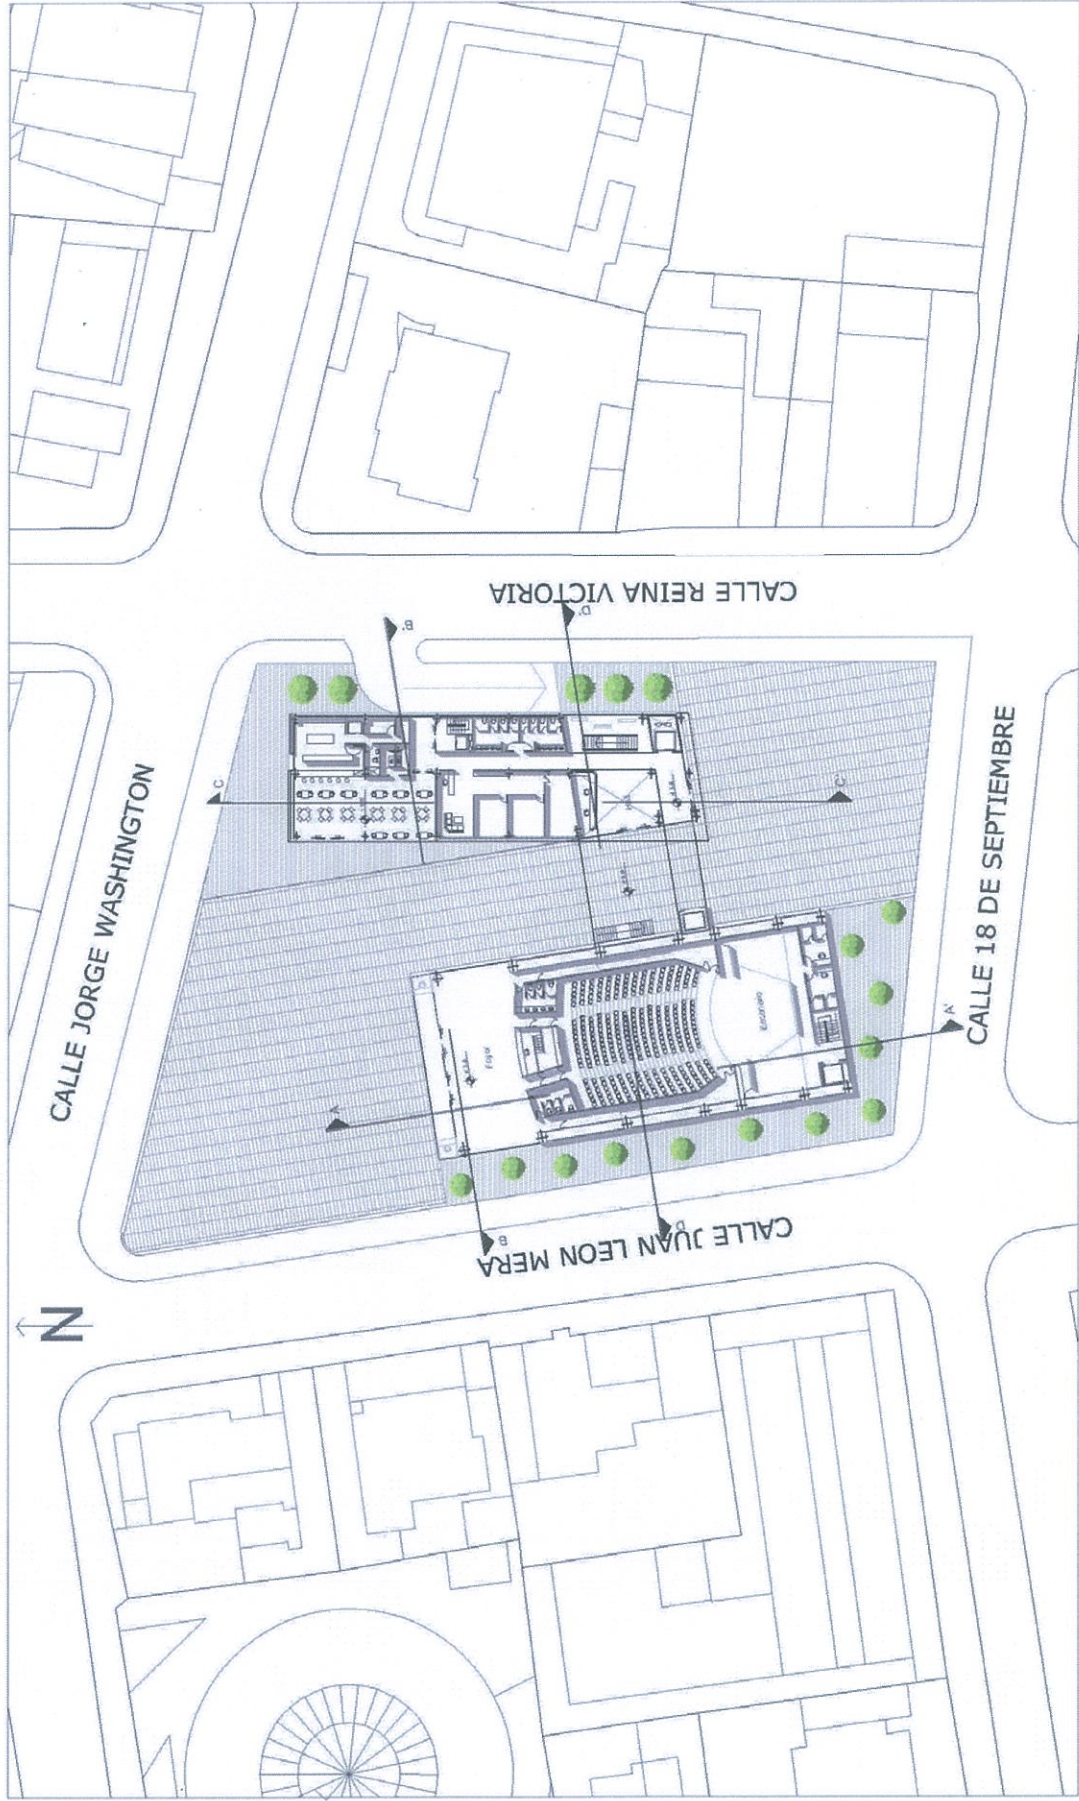 CALLE REINA VICTORIA
B'
D'
C
C'
CALLE JORGE WASHINGTON
CALLE 18 DE SEPTIEMBRE
Foyer
Escenario
A
A'
B
D
CALLE JUAN LEON MERA
N